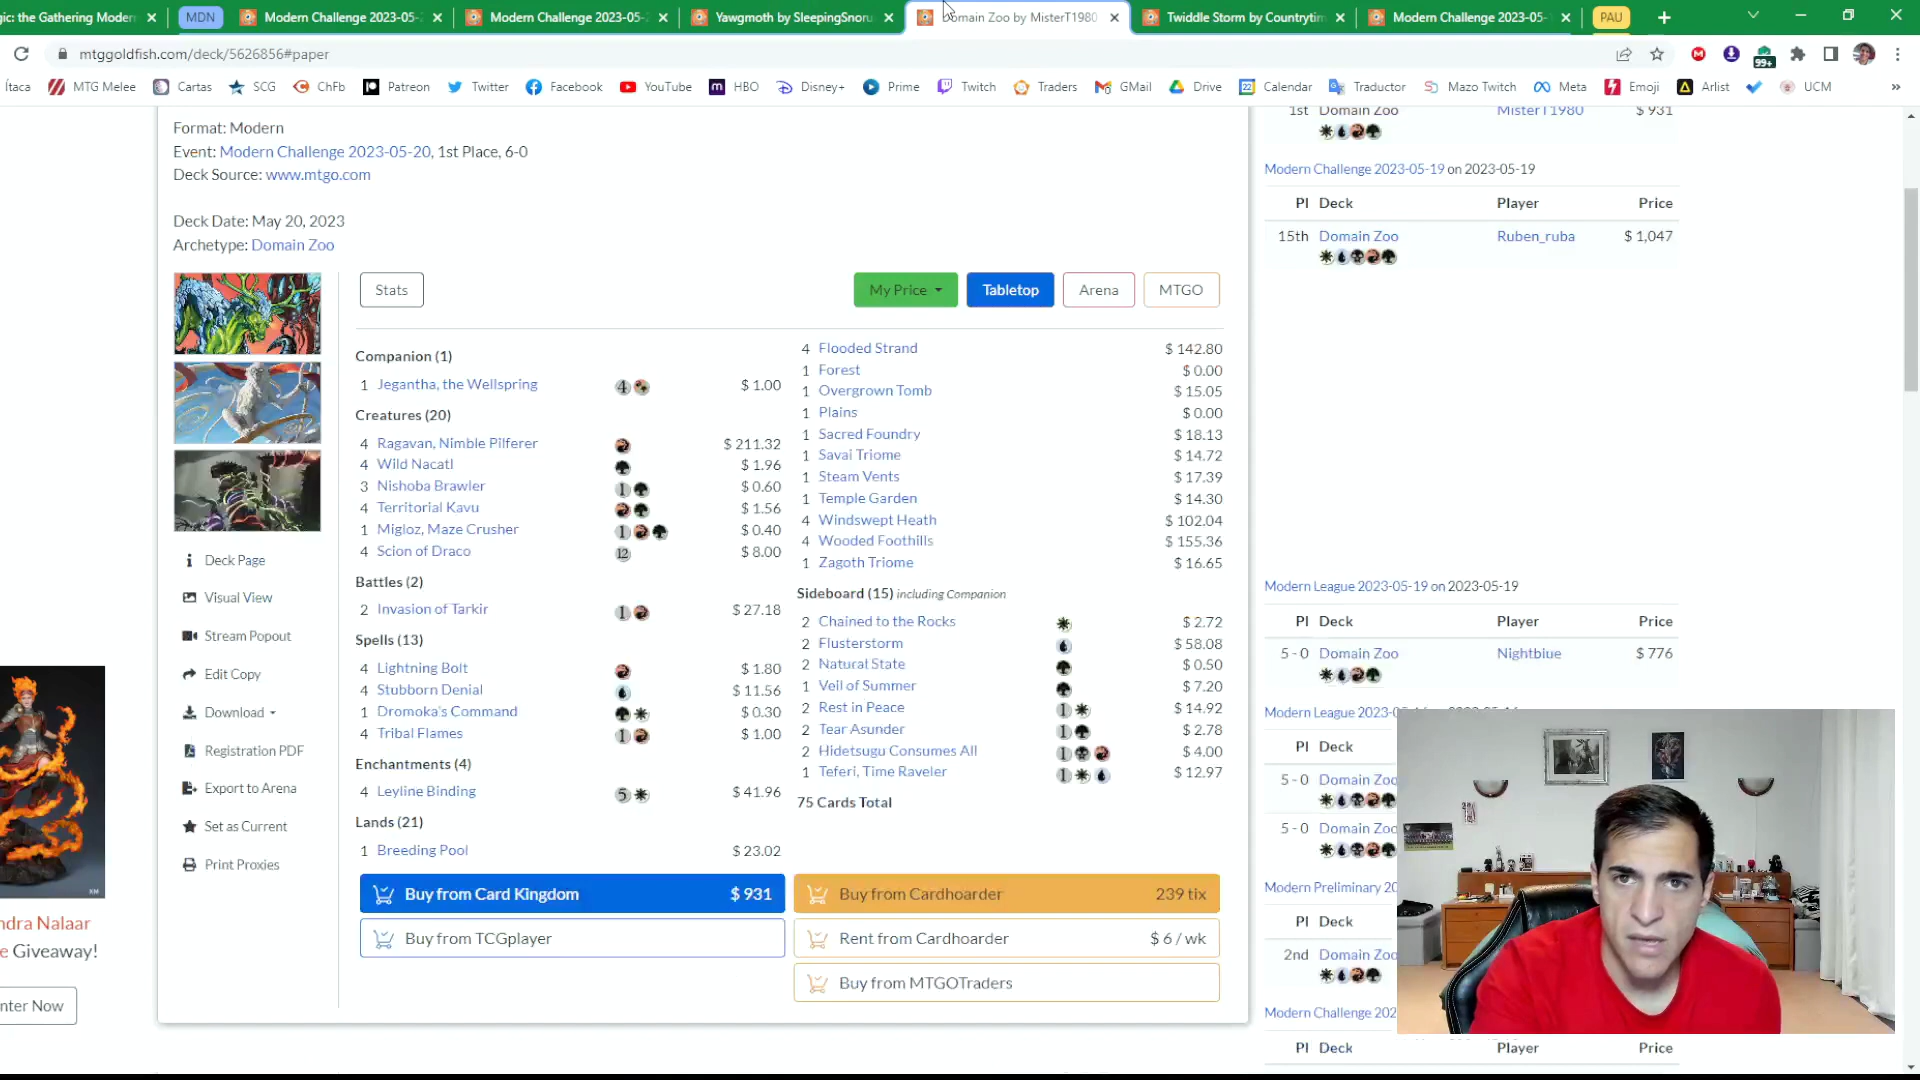 gic: the Gathering Modern
MDN
Modern Challenge 2023-05-
Modern Challenge 2023-05-
Yawgmoth by SleepingSnoru
Domain Zoo by MisterT1980
Twiddle Storm by Countrytim
Modern Challenge 2023-05-
PAU
mtggoldfish.com/deck/5626856#paper
99+
Ítaca
MTG Melee
Cartas
SCG
ChFb
Patreon
Twitter
Facebook
YouTube
HBO
Disney+
Prime
Twitch
Traders
GMail
Drive
Calendar
Traductor
Mazo Twitch
Meta
Emoji
Arlist
UCM
Format: Modern
Event: Modern Challenge 2023-05-20, 1st Place, 6-0
Deck Source: www.mtgo.com
Deck Date: May 20, 2023
Archetype: Domain Zoo
Stats
My Price
Tabletop
Arena
MTGO
Deck Page
Visual View
Stream Popout
Edit Copy
Download
Registration PDF
Export to Arena
Set as Current
Print Proxies
Companion (1)
1 Jegantha, the Wellspring 4 $ 1.00
Creatures (20)
4 Ragavan, Nimble Pilferer $ 211.32
4 Wild Nacatl $ 1.96
3 Nishoba Brawler 1 $ 0.60
4 Territorial Kavu $ 1.56
1 Migloz, Maze Crusher 1 $ 0.40
4 Scion of Draco 12 $ 8.00
Battles (2)
2 Invasion of Tarkir 1 $ 27.18
Spells (13)
4 Lightning Bolt $ 1.80
4 Stubborn Denial $ 11.56
1 Dromoka's Command $ 0.30
4 Tribal Flames 1 $ 1.00
Enchantments (4)
4 Leyline Binding 5 $ 41.96
Lands (21)
1 Breeding Pool $ 23.02
4 Flooded Strand $ 142.80
1 Forest $ 0.00
1 Overgrown Tomb $ 15.05
1 Plains $ 0.00
1 Sacred Foundry $ 18.13
1 Savai Triome $ 14.72
1 Steam Vents $ 17.39
1 Temple Garden $ 14.30
4 Windswept Heath $ 102.04
4 Wooded Foothills $ 155.36
1 Zagoth Triome $ 16.65
Sideboard (15) including Companion
2 Chained to the Rocks $ 2.72
2 Flusterstorm $ 58.08
2 Natural State $ 0.50
1 Veil of Summer $ 7.20
2 Rest in Peace 1 $ 14.92
2 Tear Asunder 1 $ 2.78
2 Hidetsugu Consumes All 1 $ 4.00
1 Teferi, Time Raveler 1 $ 12.97
75 Cards Total
Buy from Card Kingdom $ 931
Buy from TCGplayer
Buy from Cardhoarder 239 tix
Rent from Cardhoarder $ 6 / wk
Buy from MTGOTraders
1st Domain Zoo MisterT1980 $ 931
Modern Challenge 2023-05-19 on 2023-05-19
Pl Deck Player Price
15th Domain Zoo Ruben_ruba $ 1,047
Modern League 2023-05-19 on 2023-05-19
Pl Deck Player Price
5 - 0 Domain Zoo Nightblue $ 776
Modern League 2023-0
Pl Deck
5 - 0 Domain Zoo
5 - 0 Domain Zoo
Modern Preliminary 20
Pl Deck
2nd Domain Zoo
Modern Challenge 202
Pl Deck Player Price
ndra Nalaar
e Giveaway!
nter Now